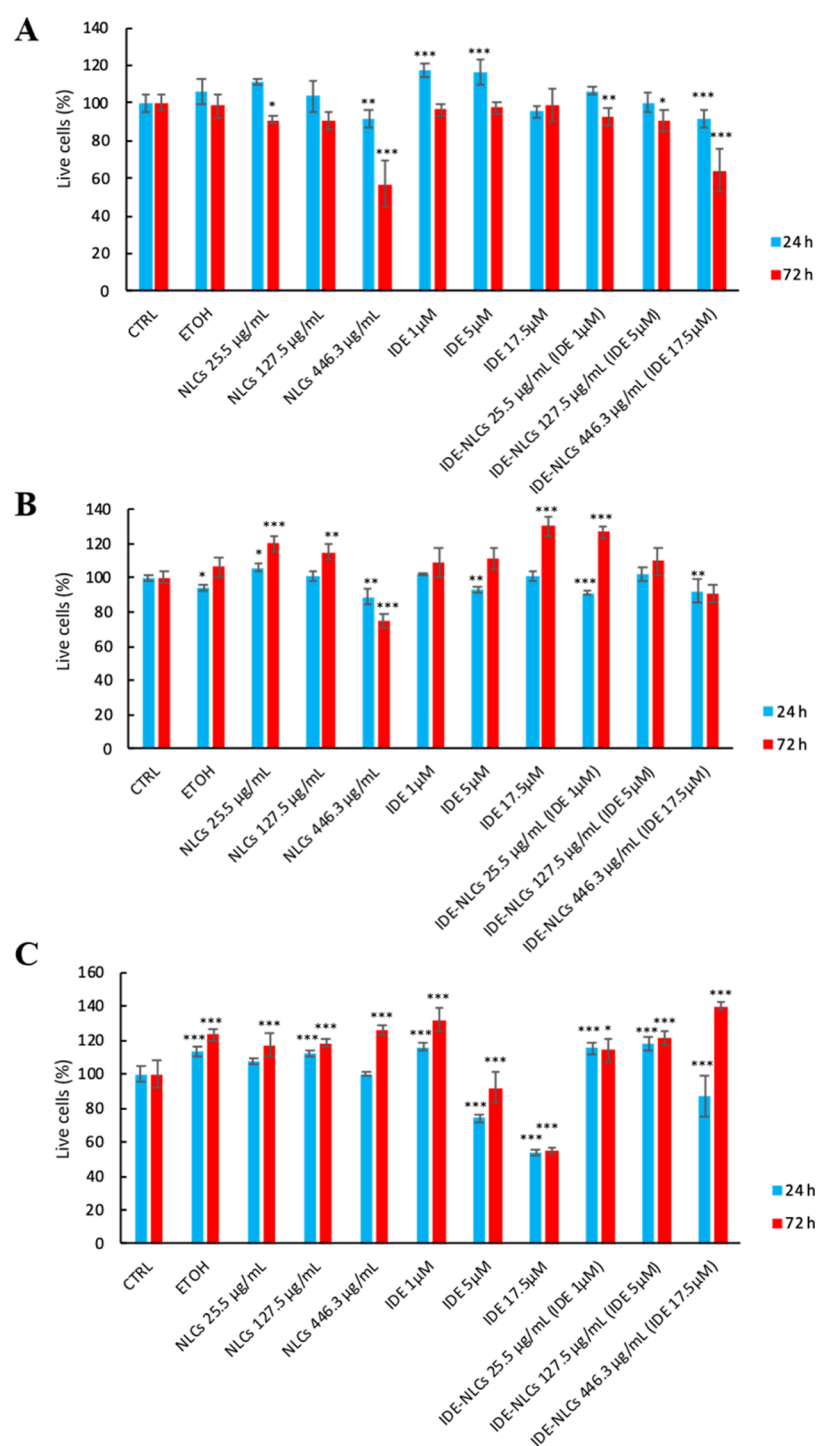 A
Live cells (%)
140
120
100
80
60
40
20
0
***
***
**
*
***
**
*
***
***
24 h
72 h
CTRL
ETOH
NLCs 25.5 µg/mL
NLCs 127.5 µg/mL
NLCs 446.3 µg/mL
IDE 1µM
IDE 5µM
IDE 17.5µM
IDE-NLCs 25.5 µg/mL (IDE 1µM)
IDE-NLCs 127.5 µg/mL (IDE 5µM)
IDE-NLCs 446.3 µg/mL (IDE 17.5µM)
B
Live cells (%)
140
120
100
80
60
40
20
0
*
*
***
**
**
***
**
***
***
***
**
24 h
72 h
CTRL
ETOH
NLCs 25.5 µg/mL
NLCs 127.5 µg/mL
NLCs 446.3 µg/mL
IDE 1µM
IDE 5µM
IDE 17.5µM
IDE-NLCs 25.5 µg/mL (IDE 1µM)
IDE-NLCs 127.5 µg/mL (IDE 5µM)
IDE-NLCs 446.3 µg/mL (IDE 17.5µM)
C
Live cells (%)
160
140
120
100
80
60
40
20
0
***
***
***
***
***
***
***
***
***
***
***
***
***
*
***
***
***
***
24 h
72 h
CTRL
ETOH
NLCs 25.5 µg/mL
NLCs 127.5 µg/mL
NLCs 446.3 µg/mL
IDE 1µM
IDE 5µM
IDE 17.5µM
IDE-NLCs 25.5 µg/mL (IDE 1µM)
IDE-NLCs 127.5 µg/mL (IDE 5µM)
IDE-NLCs 446.3 µg/mL (IDE 17.5µM)